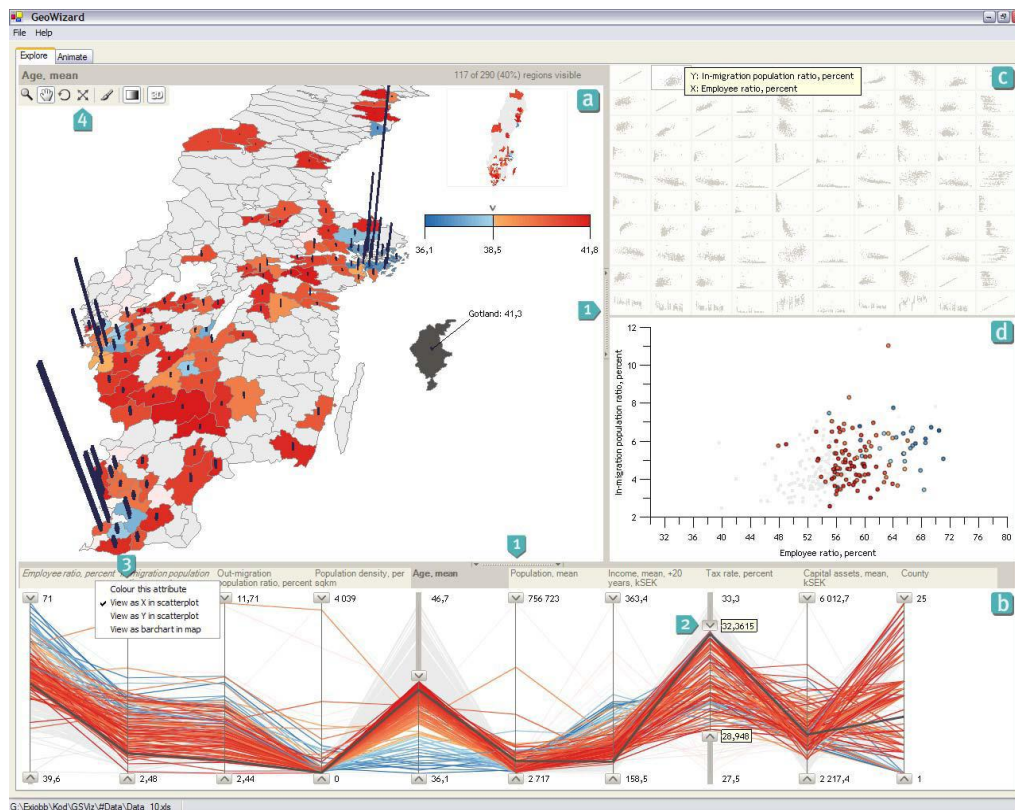 GeoWizard
File Help
Explore Animate
Age, mean
117 of 290 (40%) regions visible
3D
4
a
36,1
38,5
41,8
Gotland: 41,3
1
Y: In-migration population ratio, percent
X: Employee ratio, percent
c
d
In-migration population ratio, percent
12
10
8
6
4
2
32 36 40 44 48 52 56 60 64 68 72 76 80
Employee ratio, percent
1
3
b
Employee ratio, percent
Out-migration population ratio, percent
Population density, per sqkm
Age, mean
Population, mean
Income, mean, +20 years, kSEK
Tax rate, percent
Capital assets, mean, kSEK
County
Colour this attribute
View as X in scatterplot
View as Y in scatterplot
View as barchart in map
71
11,71
4 039
46,7
756 723
363,4
33,3
6 012,7
25
2
32,3615
28,948
39,6
2,48
2,44
0
36,1
2 717
158,5
27,5
2 217,4
1
G:\Exjobb\Kod\GSViz\#Data\Data_10.xls